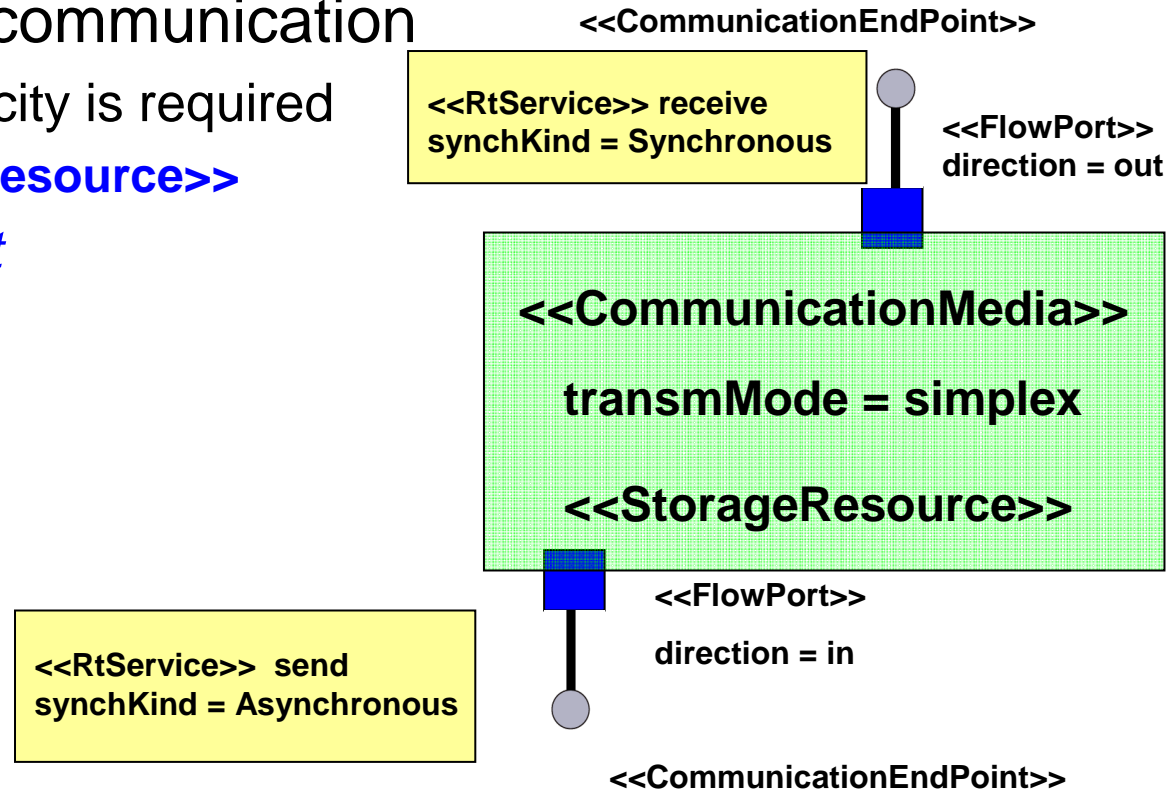 communication
city is required
esource>>
t
<<CommunicationEndPoint>>
<<RtService>> receive
synchKind = Synchronous
<<FlowPort>>
direction = out
<<CommunicationMedia>>
transmMode = simplex
<<StorageResource>>
<<FlowPort>>
direction = in
<<RtService>> send
synchKind = Asynchronous
<<CommunicationEndPoint>>